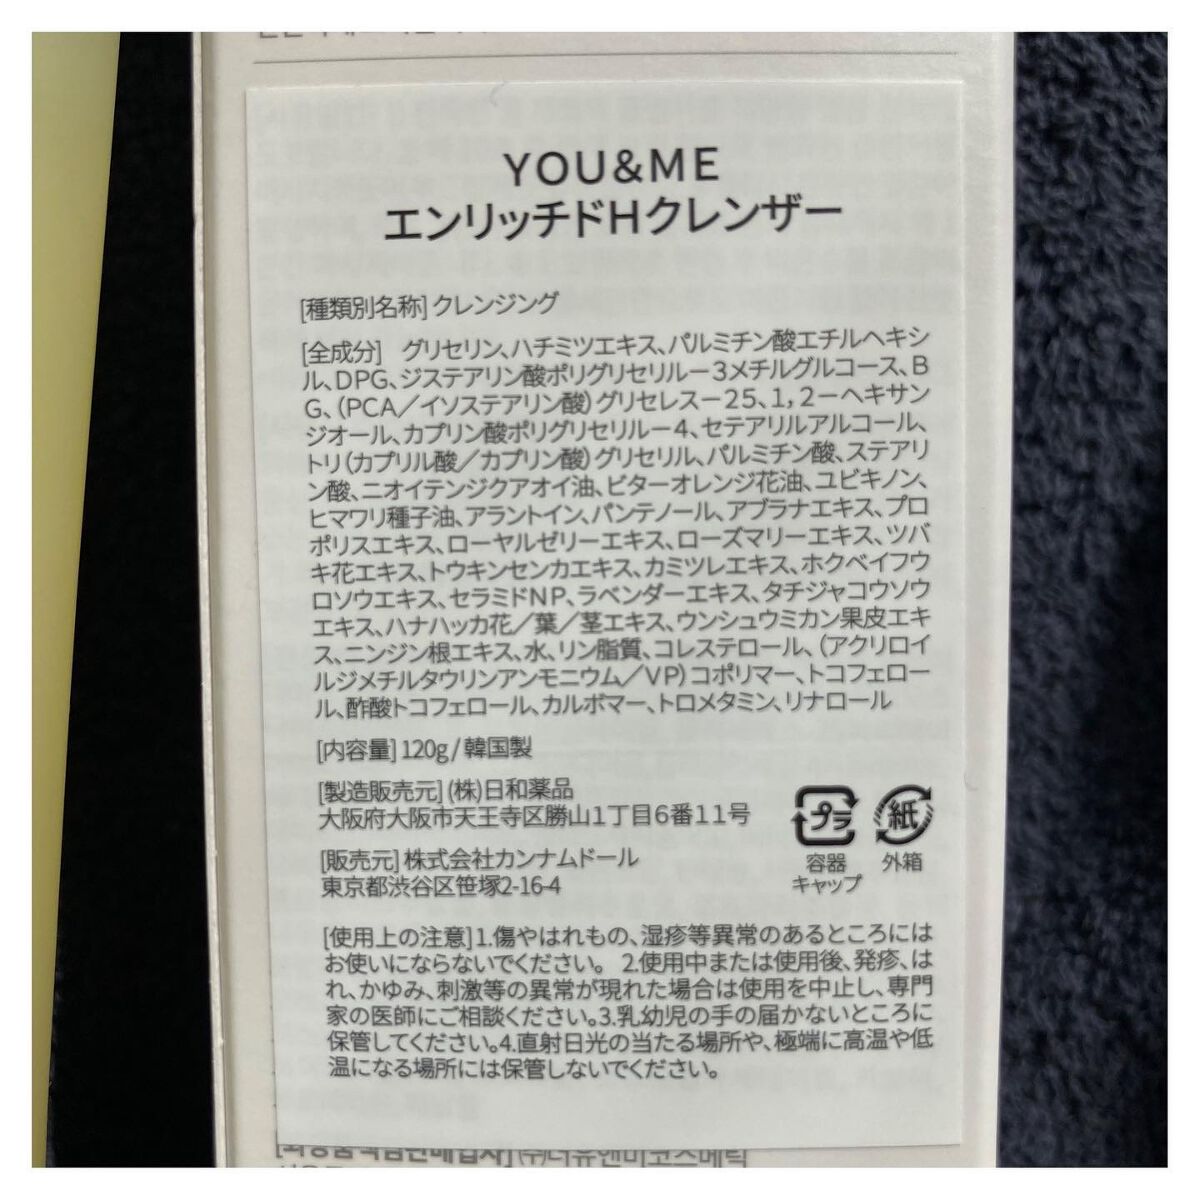 YOU&ME
エンリッチドHクレンザー
[種類別名称] クレンジング
[全成分] グリセリン、ハチミツエキス、パルミチン酸エチルヘキシ
ル、DPG、ジステアリン酸ポリグリセリル−3メチルグルコース、B
G、(PCA/イソステアリン酸)グリセレス−25、1，2−ヘキサン
ジオール、カプリン酸ポリグリセリル−4、セテアリルアルコール、
トリ(カプリル酸/カプリン酸)グリセリル、パルミチン酸、ステアリ
ン酸、ニオイテンジクアオイ油、ビターオレンジ花油、ユビキノン、
ヒマワリ種子油、アラントイン、パンテノール、アブラナエキス、プロ
ポリスエキス、ローヤルゼリーエキス、ローズマリーエキス、ツバ
キ花エキス、トウキンセンカエキス、カミツレエキス、ホクベイフウ
ロソウエキス、セラミドNP、ラベンダーエキス、タチジャコウソウ
エキス、ハナハッカ花/葉/茎エキス、ウンシュウミカン果皮エキ
ス、ニンジン根エキス、水、リン脂質、コレステロール、(アクリロイ
ルジメチルタウリンアンモニウム/VP)コポリマー、トコフェロー
ル、酢酸トコフェロール、カルボマー、トロメタミン、リナロール
[内容量] 120g / 韓国製
[製造販売元] (株)日和薬品
大阪府大阪市天王寺区勝山1丁目6番11号
プラ 紙
容器 外箱
キャップ
[販売元] 株式会社カンナムドール
東京都渋谷区笹塚2-16-4
[使用上の注意] 1.傷やはれもの、湿疹等異常のあるところには
お使いにならないでください。 2.使用中または使用後、発疹、は
れ、かゆみ、刺激等の異常が現れた場合は使用を中止し、専門
家の医師にご相談ください。3.乳幼児の手の届かないところに
保管してください。4.直射日光の当たる場所や、極端に高温や低
温になる場所には保管しないでください。